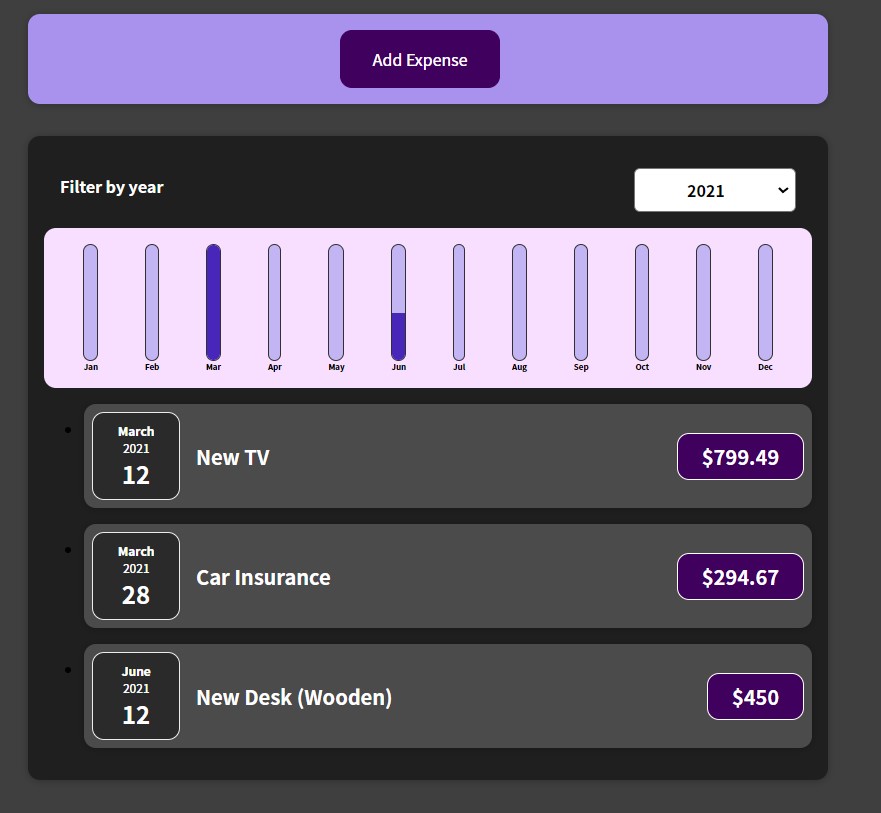 Add Expense
Filter by year
2021
Jan Feb Mar Apr May Jun Jul Aug Sep Oct Nov Dec
March
2021
12
New TV
$799.49
March
2021
28
Car Insurance
$294.67
June
2021
12
New Desk (Wooden)
$450